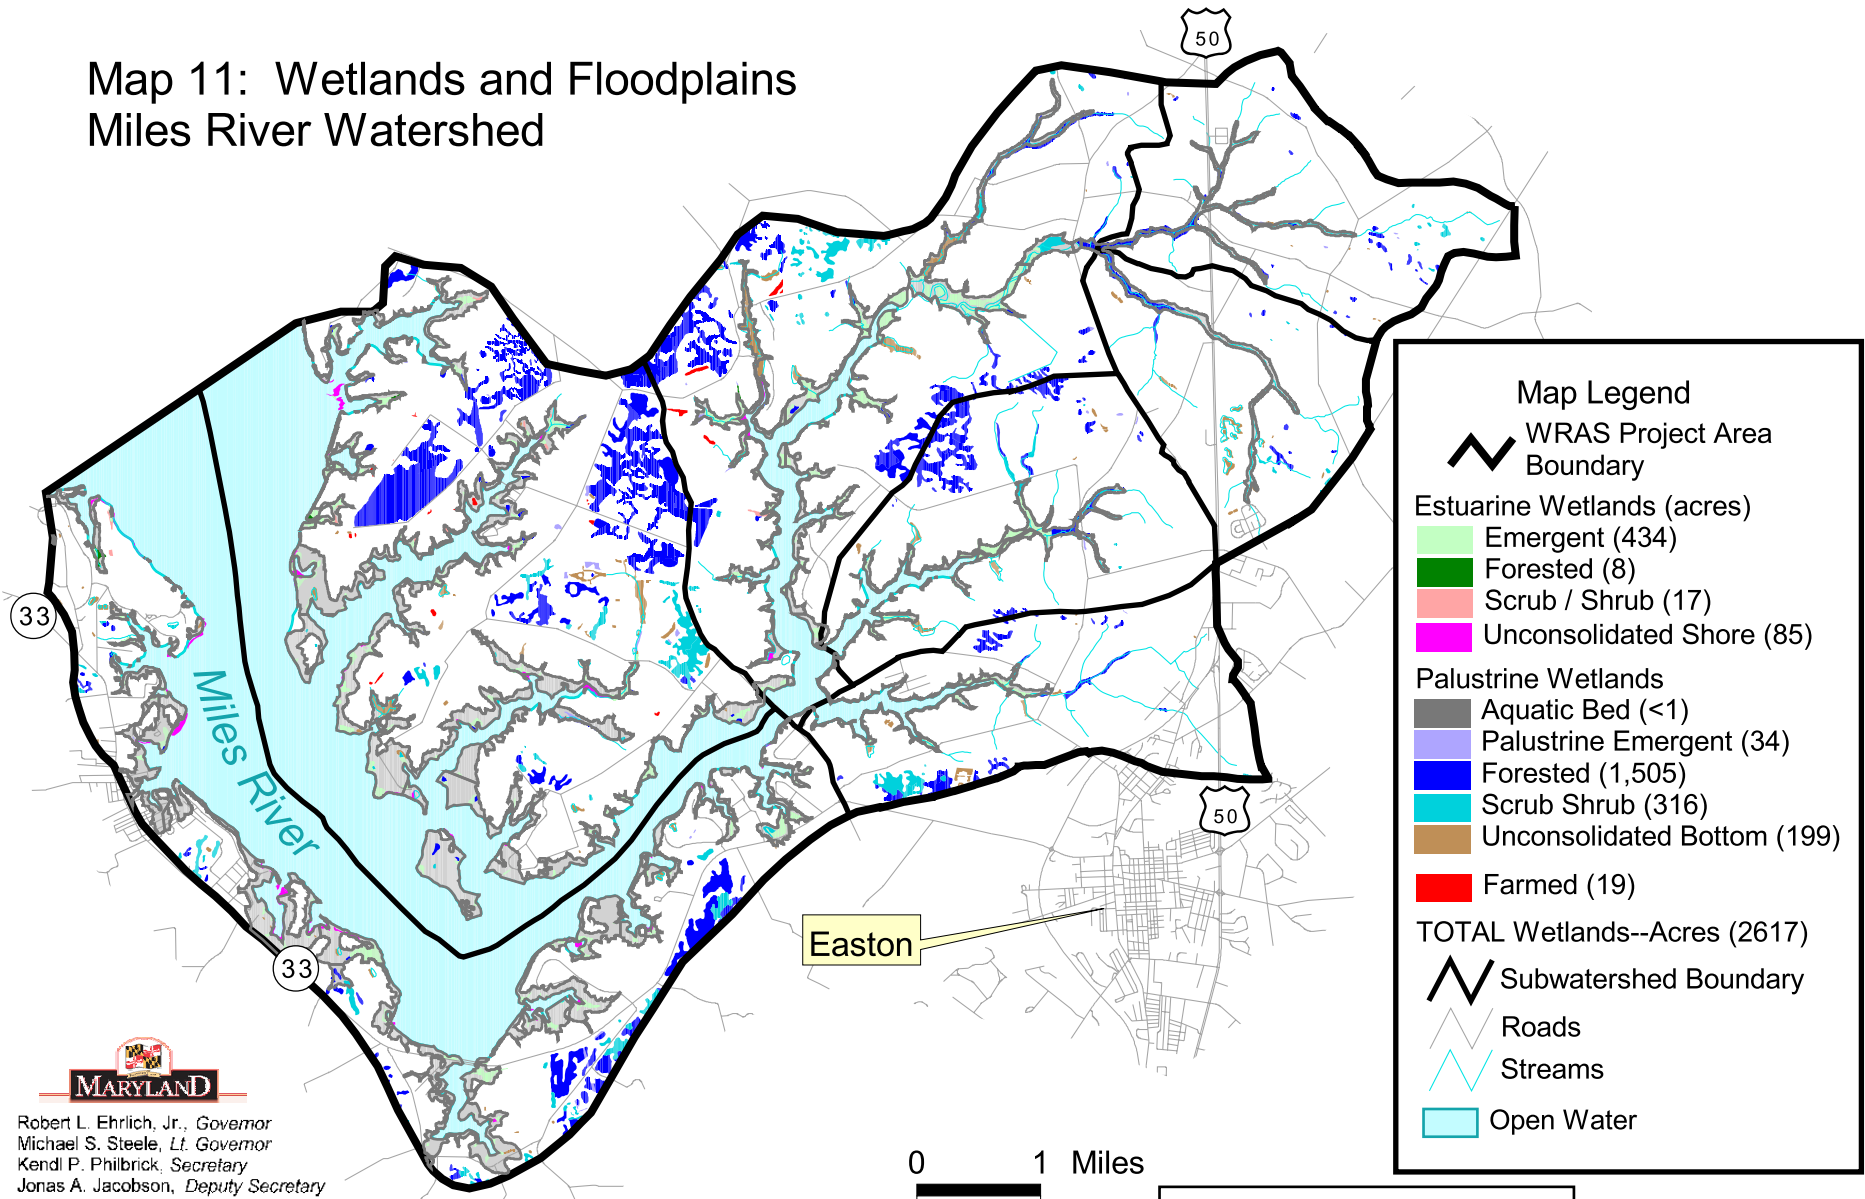 Map 11:  Wetlands and Floodplains
Miles River Watershed
50
33
Miles River
33
50
Easton
Map Legend
WRAS Project Area
Boundary
Estuarine Wetlands (acres)
Emergent (434)
Forested (8)
Scrub / Shrub (17)
Unconsolidated Shore (85)
Palustrine Wetlands
Aquatic Bed (<1)
Palustrine Emergent (34)
Forested (1,505)
Scrub Shrub (316)
Unconsolidated Bottom (199)
Farmed (19)
TOTAL Wetlands--Acres (2617)
Subwatershed Boundary
Roads
Streams
Open Water
MARYLAND
Robert L. Ehrlich, Jr., Governor
Michael S. Steele, Lt. Governor
Kendl P. Philbrick, Secretary
Jonas A. Jacobson, Deputy Secretary
0 1 Miles